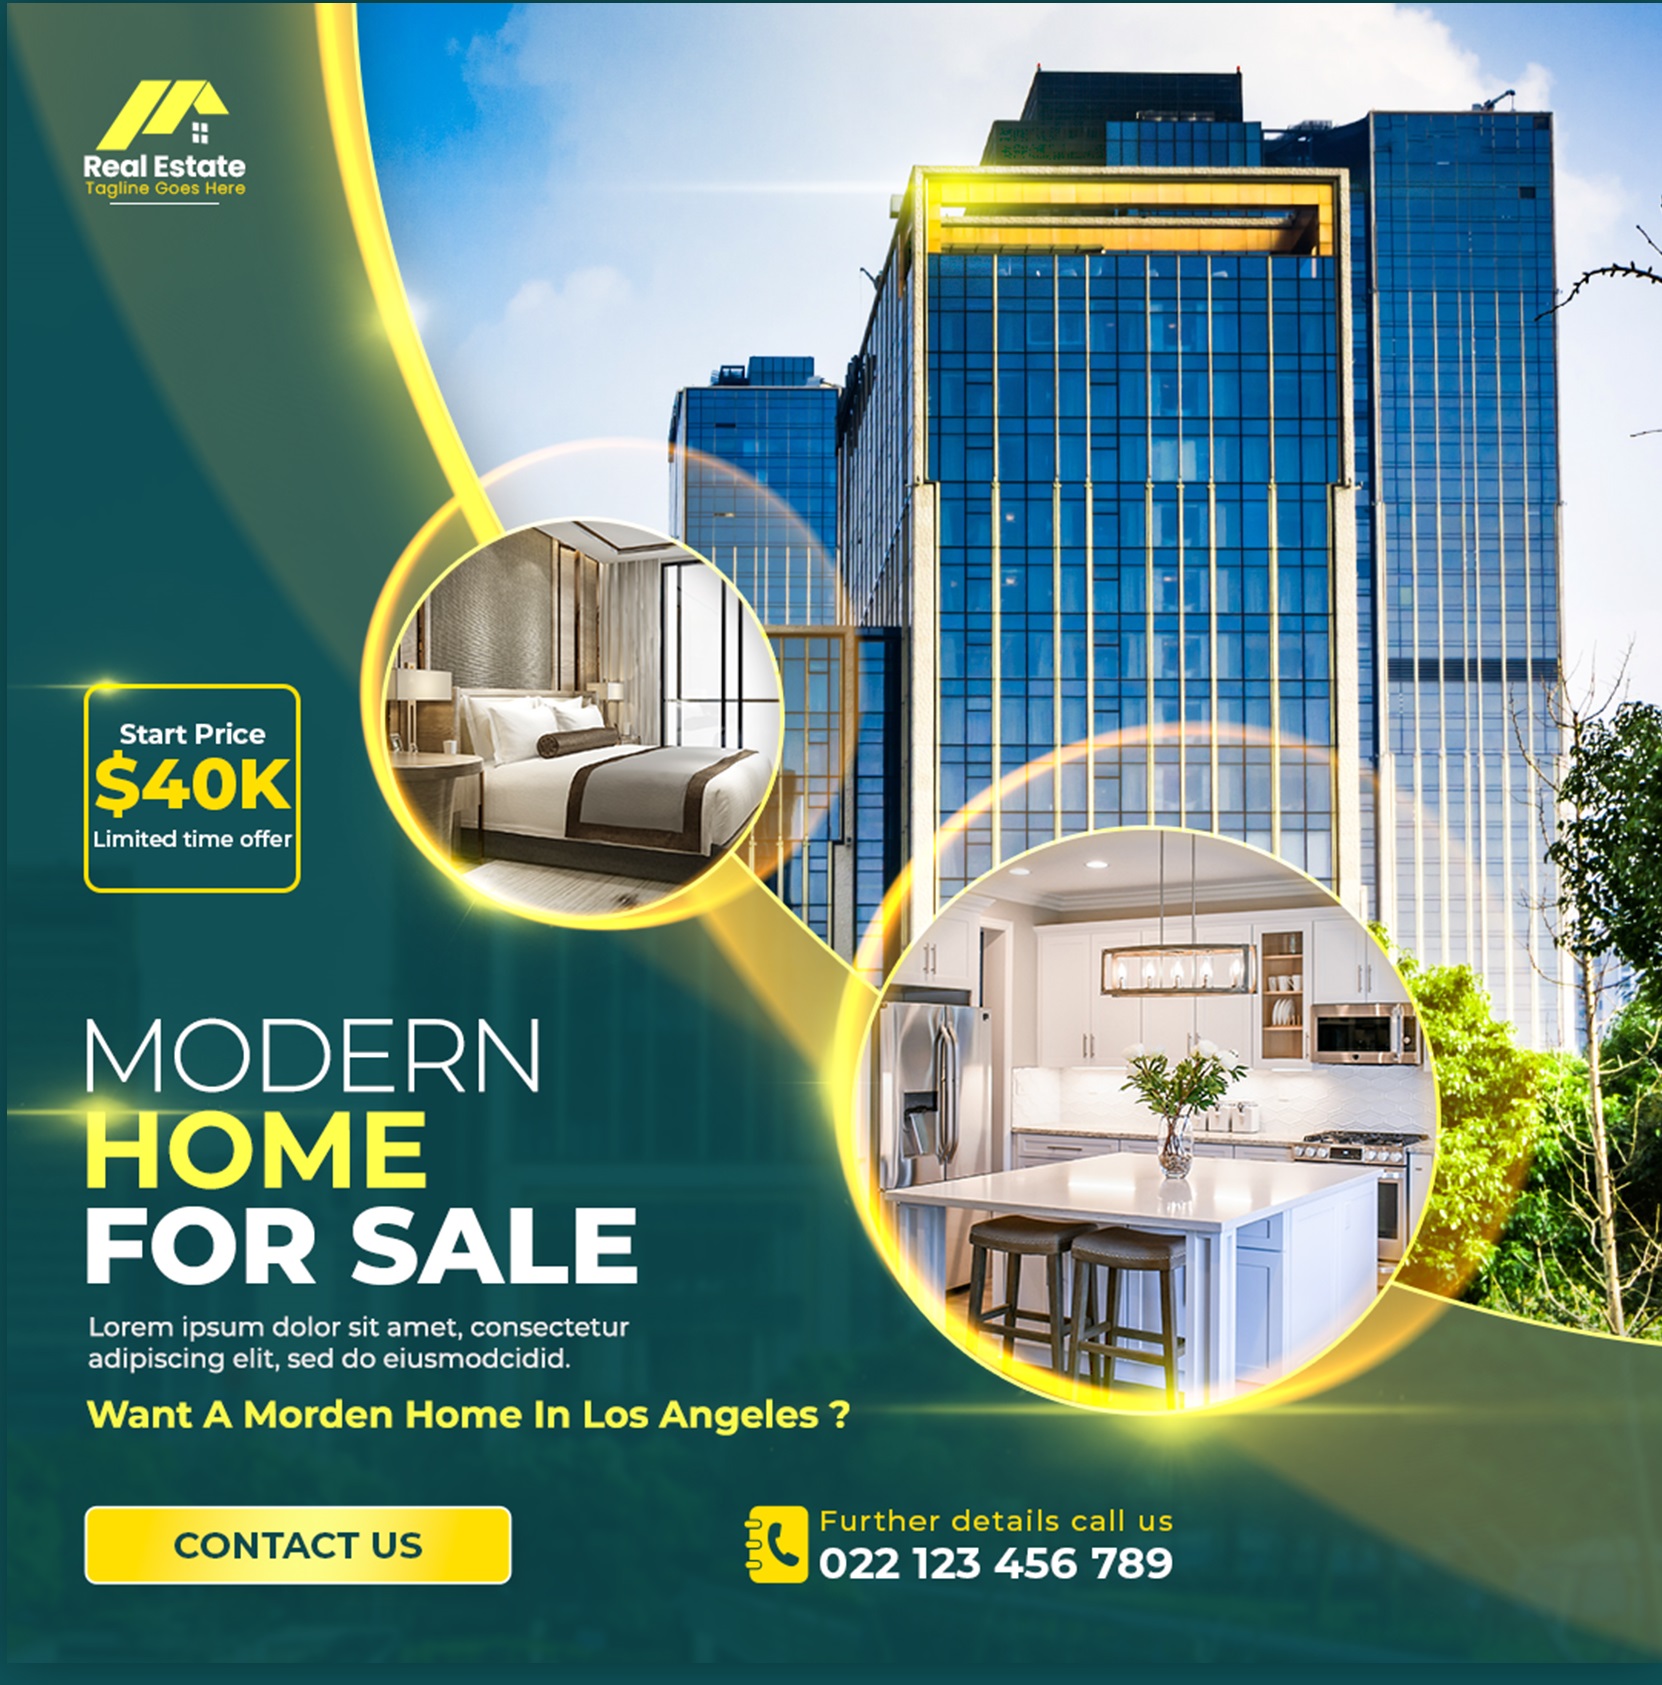 Real Estate
Tagline Goes Here
Start Price
$40K
Limited time offer
MODERN
HOME
FOR SALE
Lorem ipsum dolor sit amet, consectetur
adipiscing elit, sed do eiusmodcidid.
Want A Morden Home In Los Angeles ?
CONTACT US
Further details call us
022 123 456 789